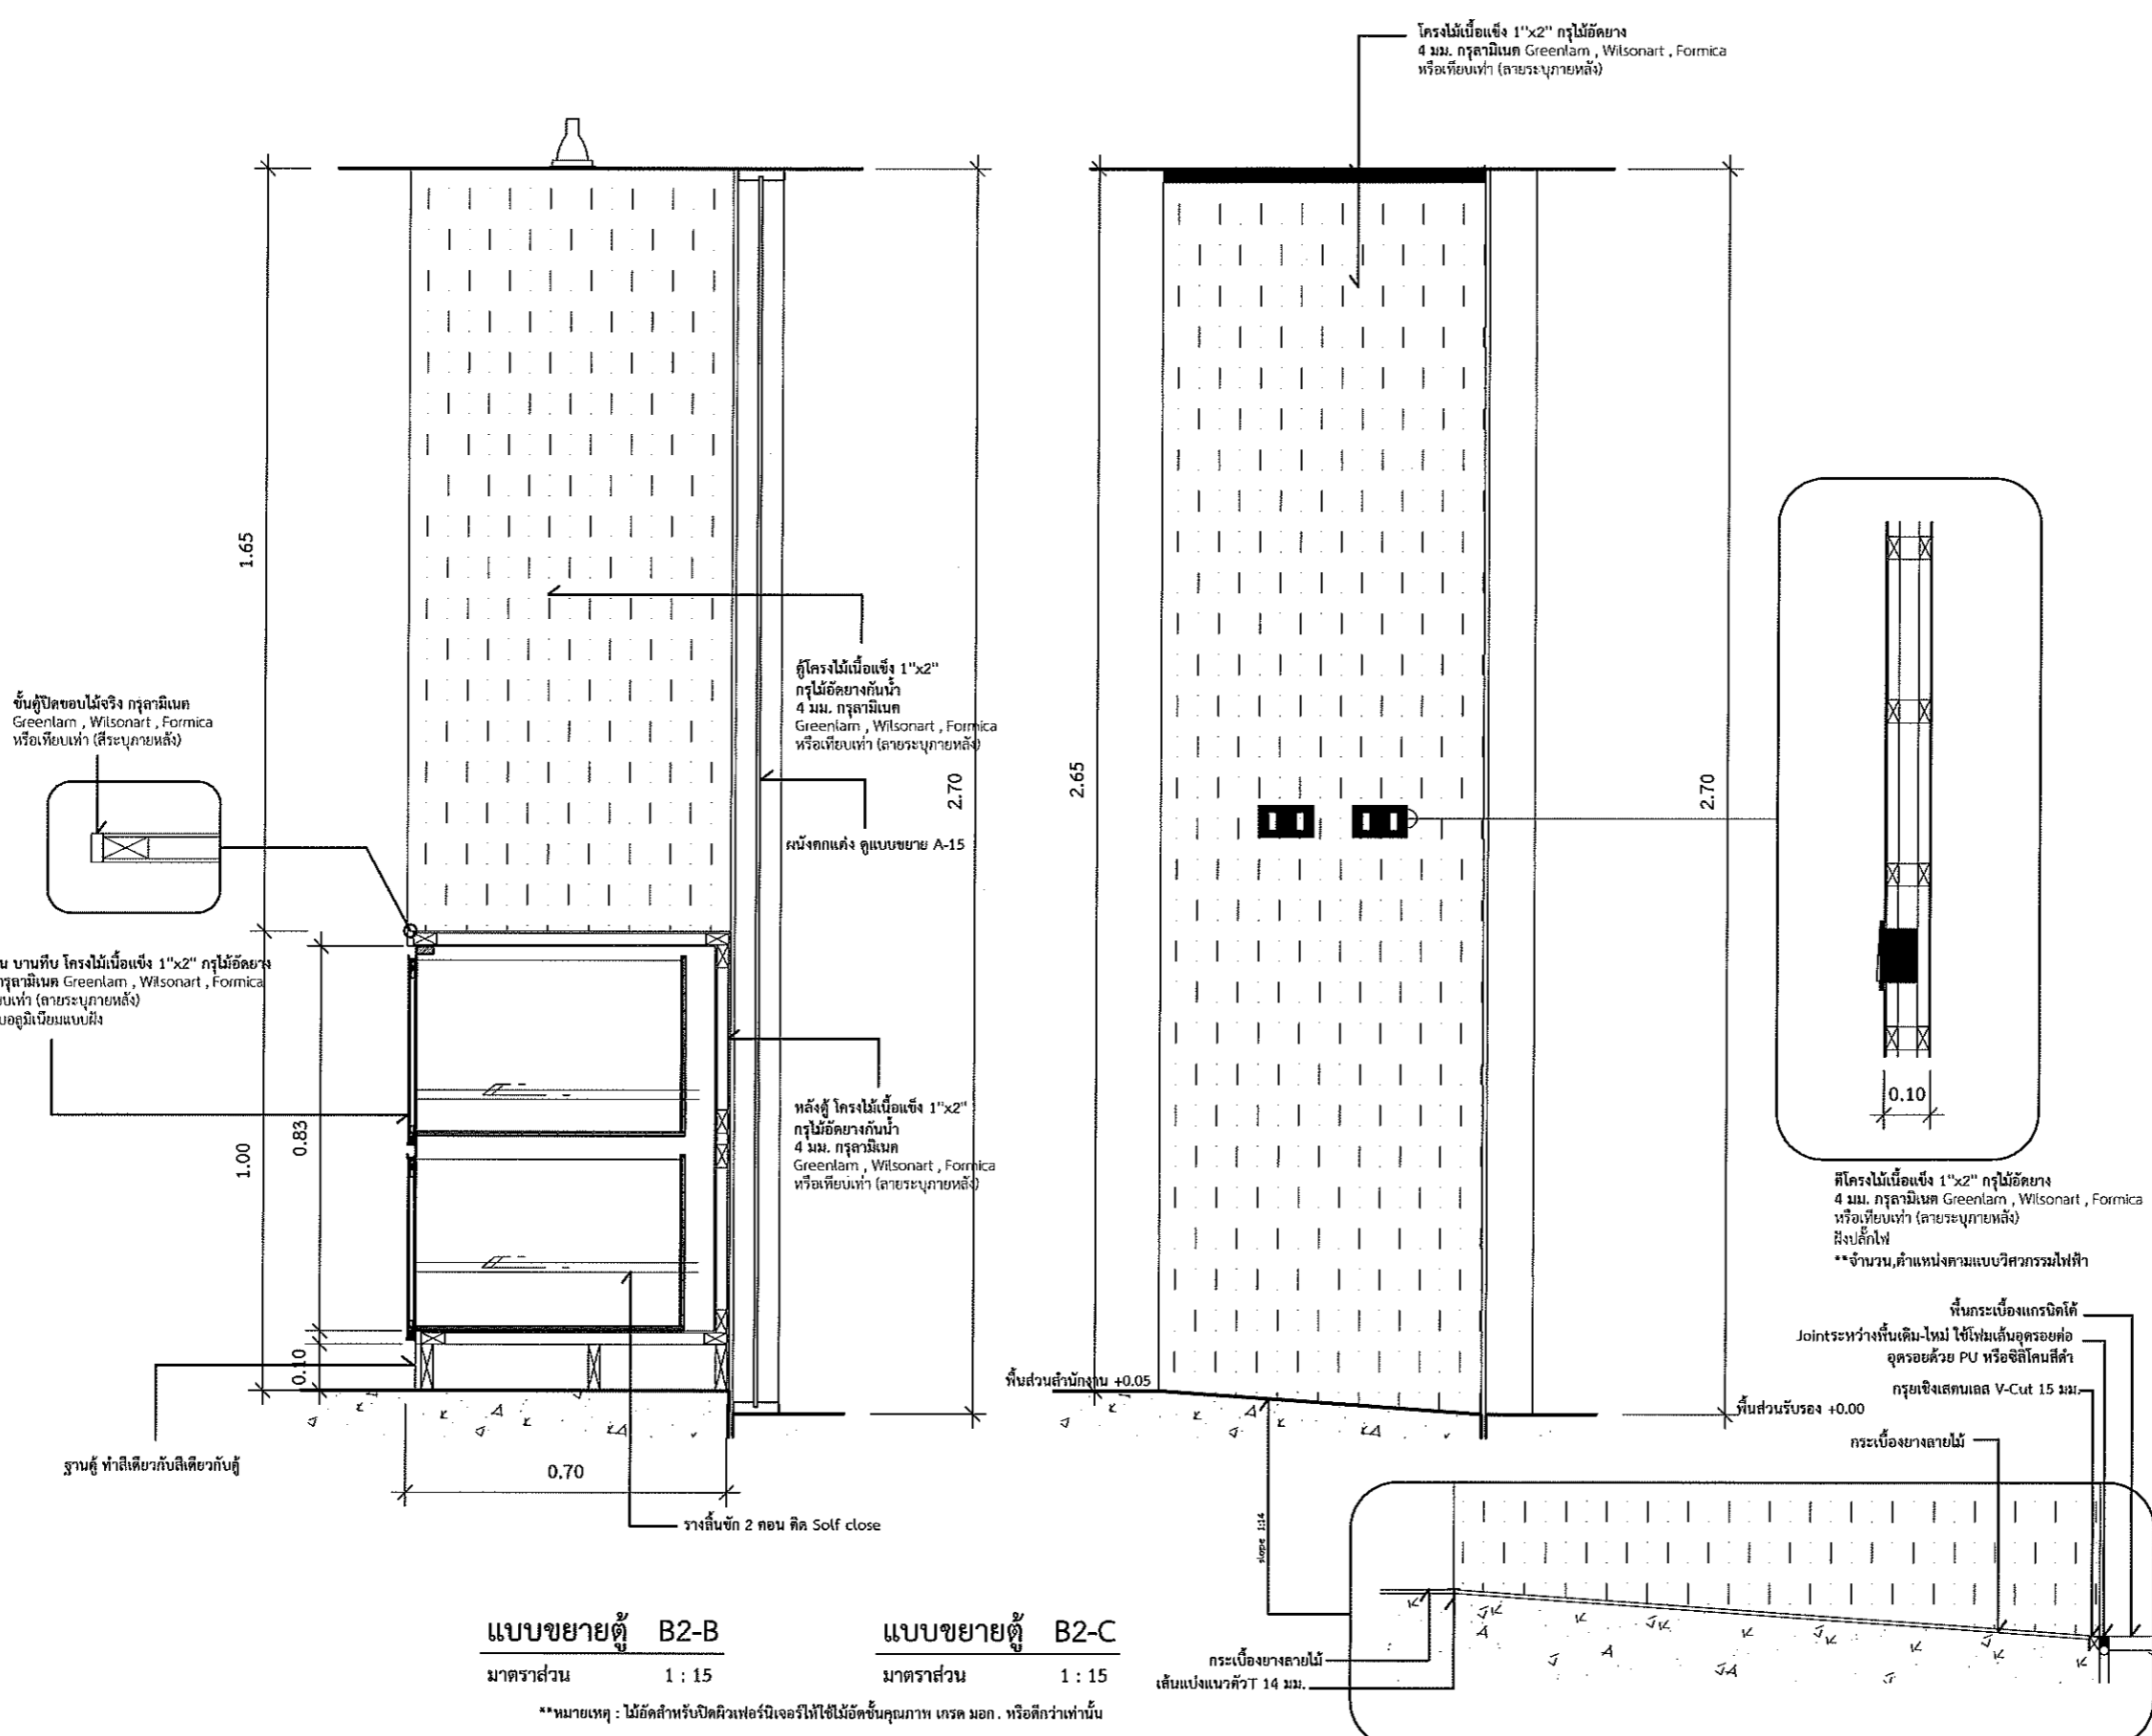 โครงไม้เนื้อแข็ง 1"x2" กรุไม้อัดยาง
4 มม. กรุลามิเนต Greenlam , Wilsonart , Formica
หรือเทียบเท่า (ลายระบุภายหลัง)
1.65
2.70
2.65
2.70
ชั้นตู้ปิดขอบไม้จริง กรุลามิเนต
Greenlam , Wilsonart , Formica
หรือเทียบเท่า (สีระบุภายหลัง)
ตู้โครงไม้เนื้อแข็ง 1"x2"
กรุไม้อัดยางกันน้ำ
4 มม. กรุลามิเนต
Greenlam , Wilsonart , Formica
หรือเทียบเท่า (ลายระบุภายหลัง)
ผนังตกแต่ง ดูแบบขยาย A-15
บานทึบ โครงไม้เนื้อแข็ง 1"x2" กรุไม้อัดยาง
กรุลามิเนต Greenlam , Wilsonart , Formica
(ลายระบุภายหลัง)
อลูมิเนียมแบบฝัง
1.00
0.83
0.10
หลังตู้ โครงไม้เนื้อแข็ง 1"x2"
กรุไม้อัดยางกันน้ำ
4 มม. กรุลามิเนต
Greenlam , Wilsonart , Formica
หรือเทียบเท่า (ลายระบุภายหลัง)
0.10
ตีโครงไม้เนื้อแข็ง 1"x2" กรุไม้อัดยาง
4 มม. กรุลามิเนต Greenlam , Wilsonart , Formica
หรือเทียบเท่า (ลายระบุภายหลัง)
ฝังปลั๊กไฟ
**จำนวน,ตำแหน่งตามแบบวิศวกรรมไฟฟ้า
พื้นกระเบื้องแกรนิตโต้
Jointระหว่างพื้นเดิม-ใหม่ ใช้โฟมเส้นอุดรอยต่อ
อุดรอยด้วย PU หรือซิลิโคนสีดำ
กรุยเชิงเสตนเลส V-Cut 15 มม.
พื้นส่วนสำนักงาน +0.05
พื้นส่วนรับรอง +0.00
กระเบื้องยางลายไม้
ฐานตู้ ทำสีเดียวกับสีเดียวกับตู้
0.70
รางลิ้นชัก 2 ตอน ติด Solf close
slope 1:14
กระเบื้องยางลายไม้
เส้นแบ่งแนวตัวT 14 มม.
แบบขยายตู้ B2-B
มาตราส่วน 1 : 15
แบบขยายตู้ B2-C
มาตราส่วน 1 : 15
**หมายเหตุ : ไม้อัดสำหรับปิดผิวเฟอร์นิเจอร์ให้ใช้ไม้อัดชั้นคุณภาพ เกรด มอก. หรือดีกว่าเท่านั้น